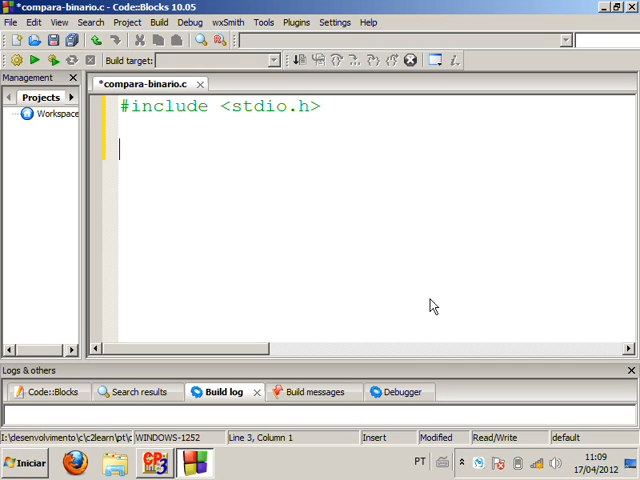 *compara-binario.c - Code::Blocks 10.05
File Edit View Search Project Build Debug wxSmith Tools Plugins Settings Help
Build target:
Management
*compara-binario.c
Projects
Workspace
#include <stdio.h>
Logs & others
Code::Blocks Search results Build log Build messages Debugger
I:\desenvolvimento\c\c2learn\pt\c WINDOWS-1252 Line 3, Column 1 Insert Modified Read/Write default
Iniciar
PT
11:09
17/04/2012